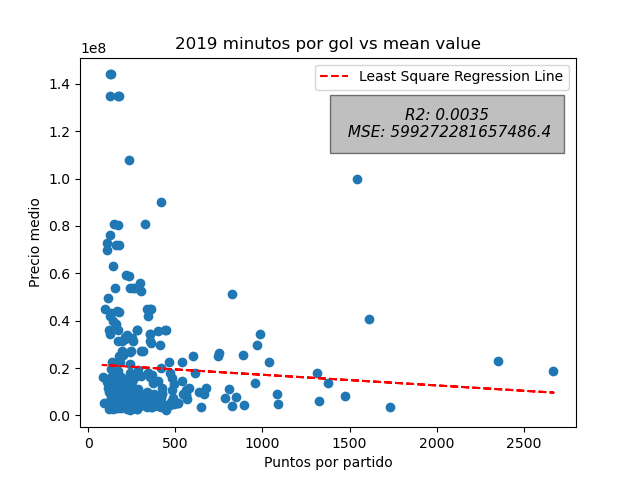 2019 minutos por gol vs mean value
1e8
Least Square Regression Line
R2: 0.0035
MSE: 599272281657486.4
1.4
1.2
1.0
0.8
0.6
0.4
0.2
0.0
Precio medio
0 500 1000 1500 2000 2500
Puntos por partido